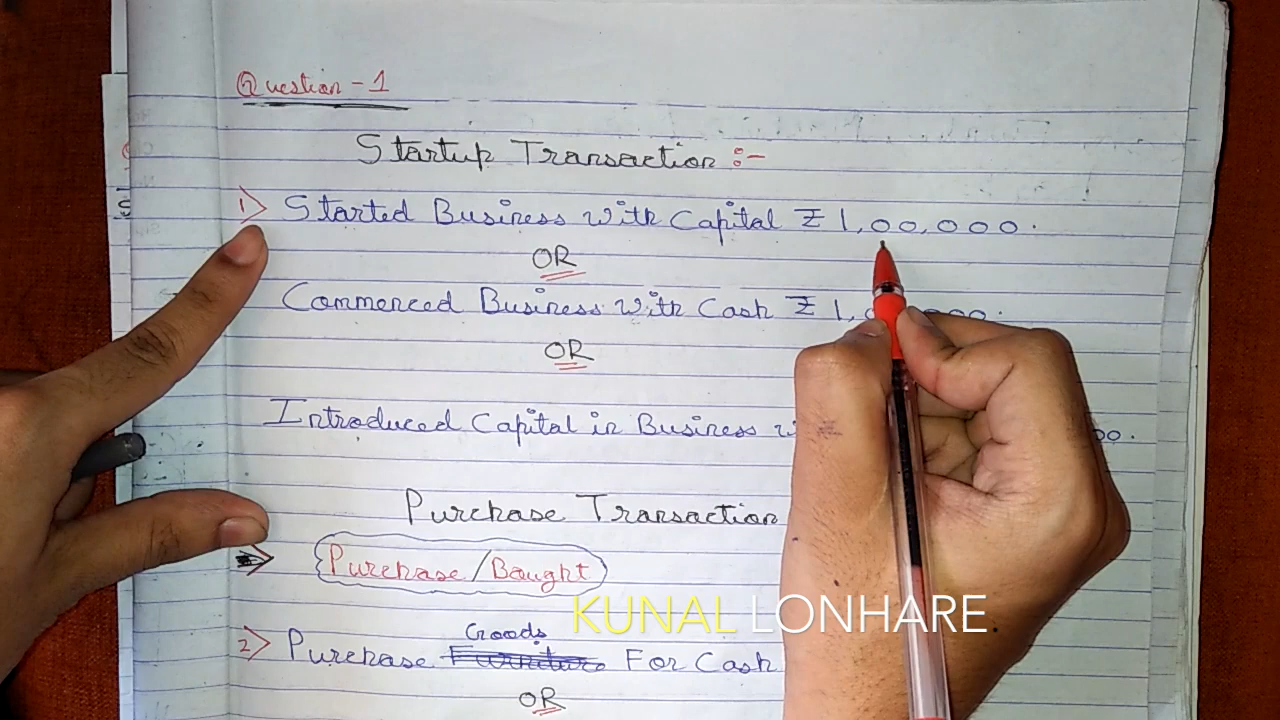 Question - 1
Startup Transaction :-
1> Started Business With Capital ₹ 1,00,000.
OR
Commenced Business With Cash ₹
OR
Introduced Capital in Business
Purchase Transaction
Purchase/Bought
KUNAL LONHARE.
Goods
2> Purchase Furniture For Cash
OR